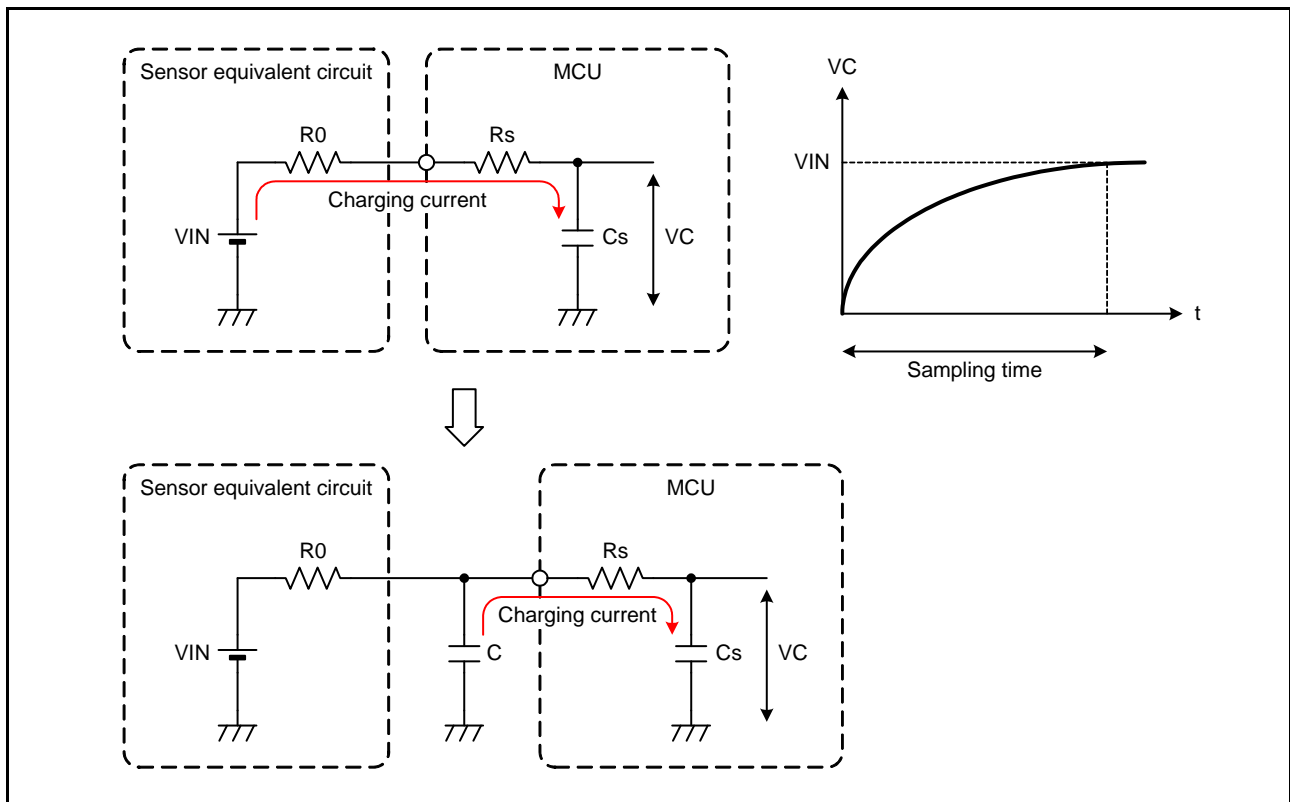 Sensor equivalent circuit
MCU
VC
R0
Rs
VIN
Charging current
VIN
Cs
VC
t
Sampling time
Sensor equivalent circuit
MCU
R0
Rs
Charging current
VIN
C
Cs
VC